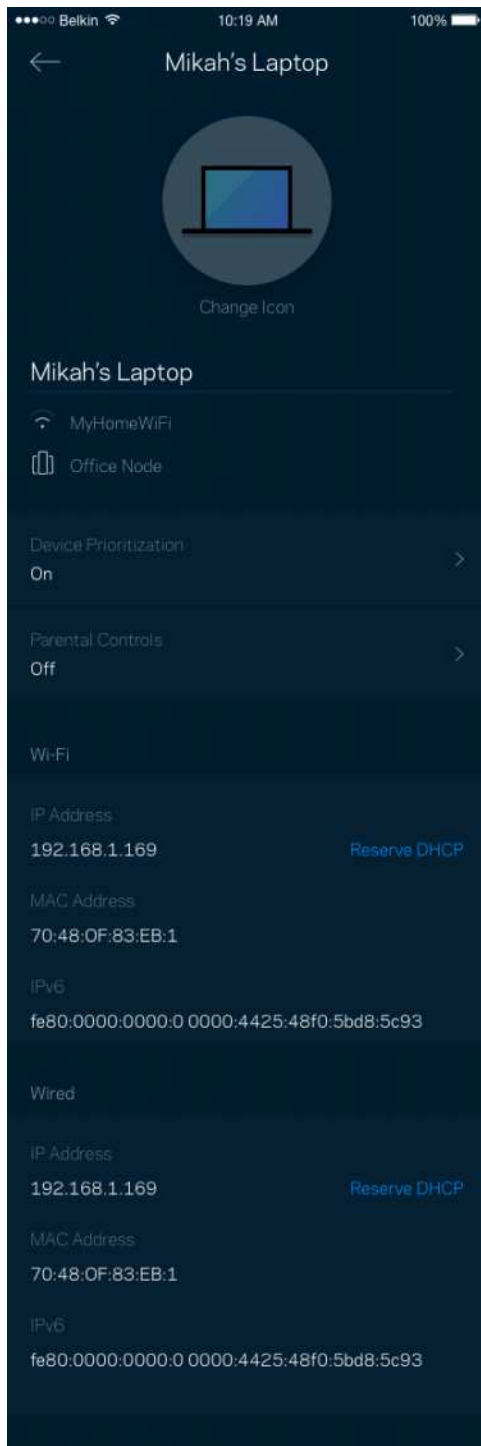 Belkin 10:19 AM 100%
Mikah's Laptop
Change Icon
Mikah's Laptop
MyHomeWiFi
Office Node
Device Prioritization
On
Parental Controls
Off
Wi-Fi
IP Address
192.168.1.169 Reserve DHCP
MAC Address
70:48:0F:83:EB:1
IPv6
fe80:0000:0000:0 0000:4425:48f0:5bd8:5c93
Wired
IP Address
192.168.1.169 Reserve DHCP
MAC Address
70:48:0F:83:EB:1
IPv6
fe80:0000:0000:0 0000:4425:48f0:5bd8:5c93